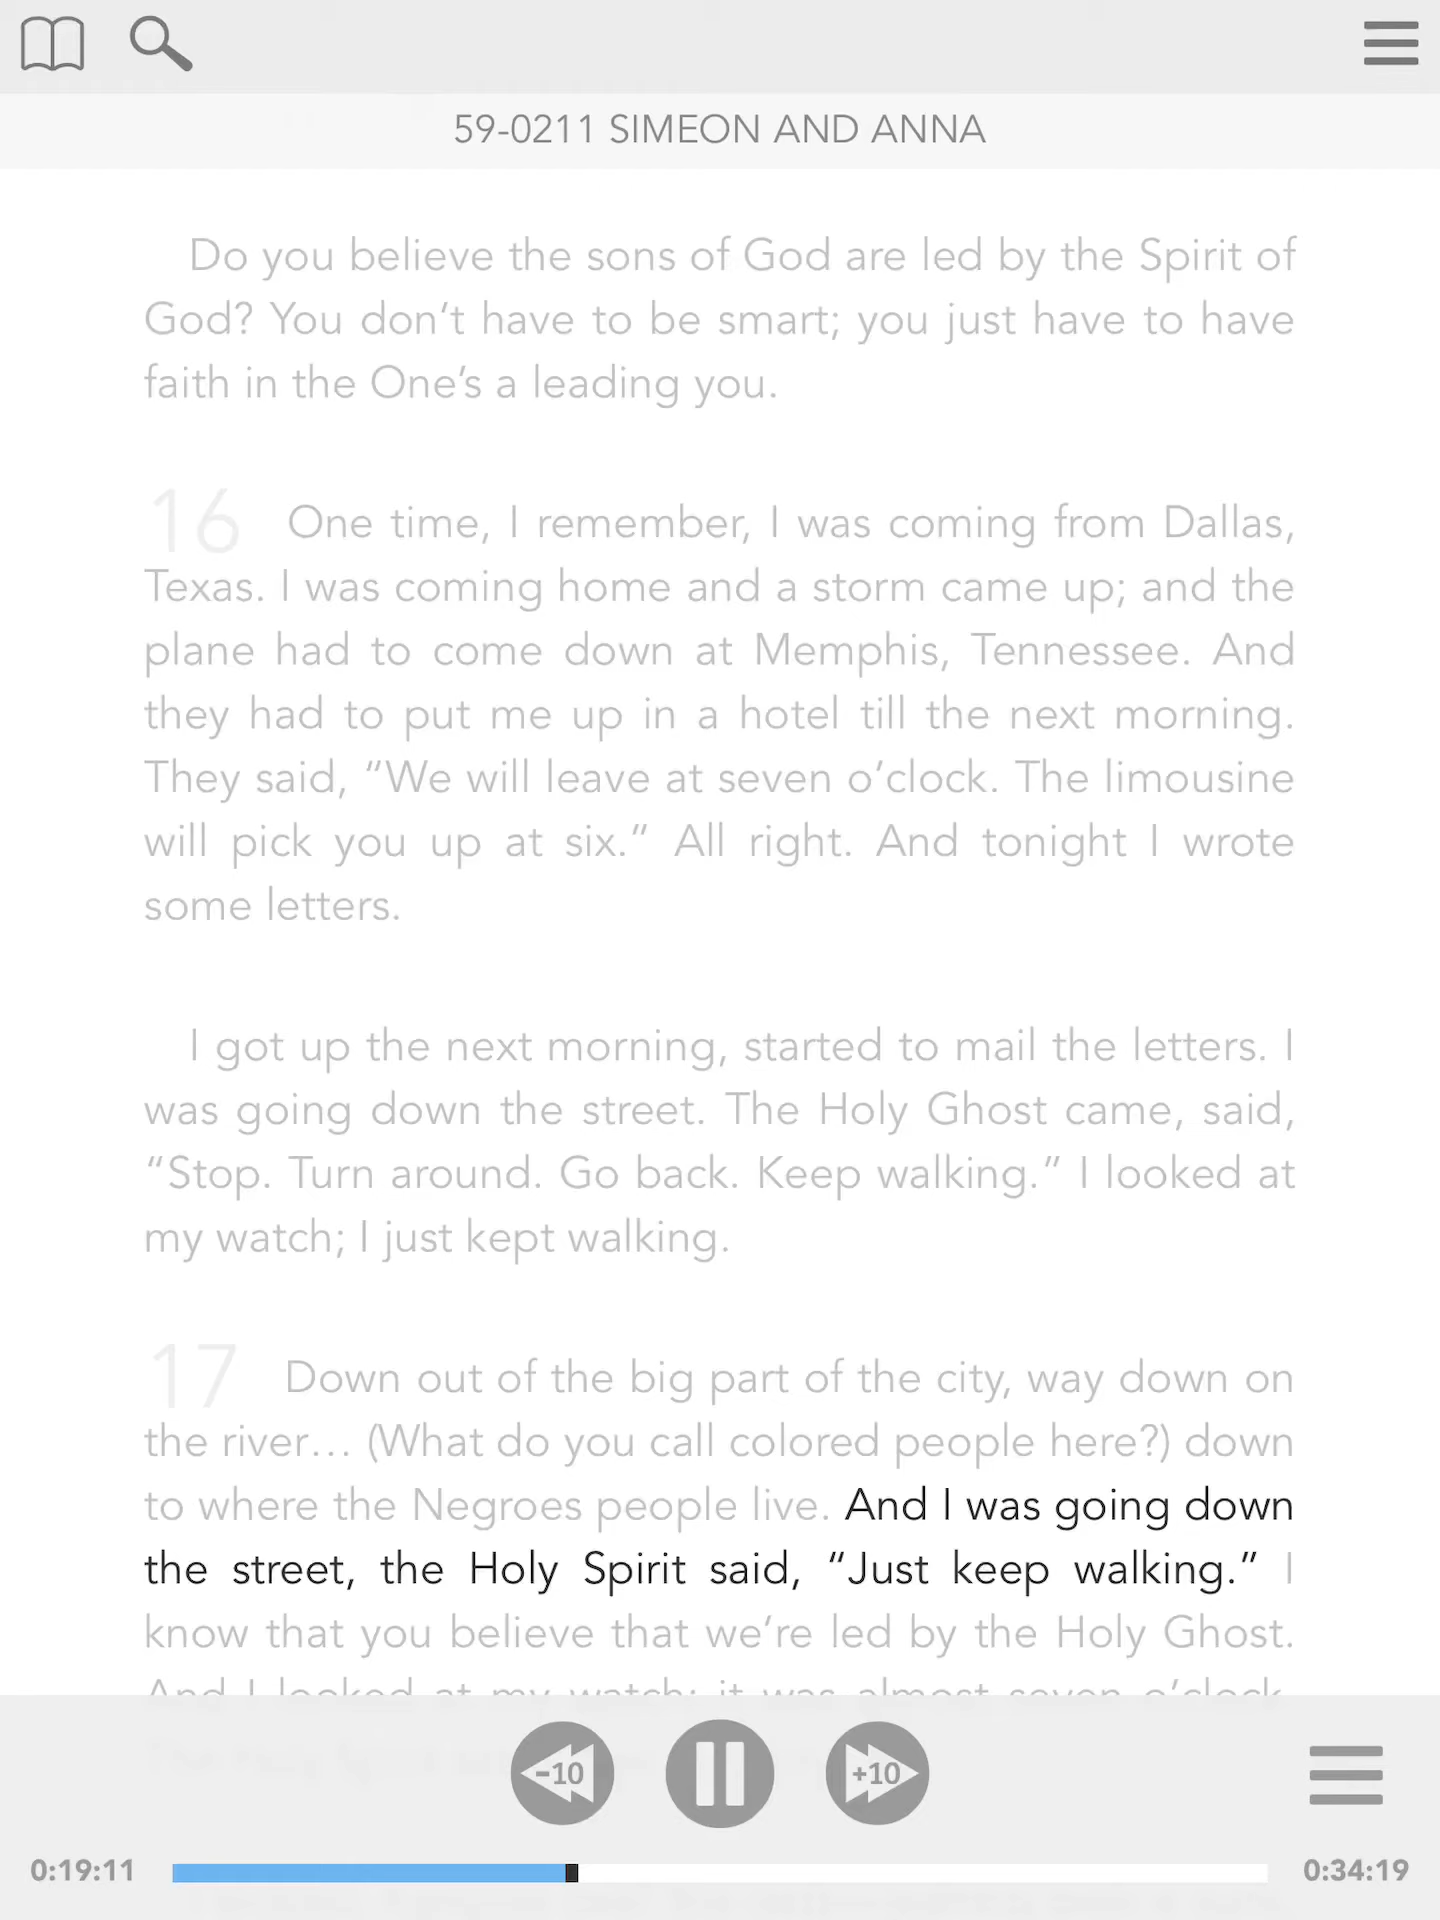 59-0211 SIMEON AND ANNA
Do you believe the sons of God are led by the Spirit of
God? You don’t have to be smart; you just have to have
faith in the One’s a leading you.
16 One time, I remember, I was coming from Dallas,
Texas. I was coming home and a storm came up; and the
plane had to come down at Memphis, Tennessee. And
they had to put me up in a hotel till the next morning.
They said, “We will leave at seven o’clock. The limousine
will pick you up at six.” All right. And tonight I wrote
some letters.
I got up the next morning, started to mail the letters. I
was going down the street. The Holy Ghost came, said,
“Stop. Turn around. Go back. Keep walking.” I looked at
my watch; I just kept walking.
17 Down out of the big part of the city, way down on
the river… (What do you call colored people here?) down
to where the Negroes people live. And I was going down
the street, the Holy Spirit said, “Just keep walking.” I
know that you believe that we’re led by the Holy Ghost.
And I looked at my watch; it was almost seven o’clock.
-10 +10
0:19:11 0:34:19